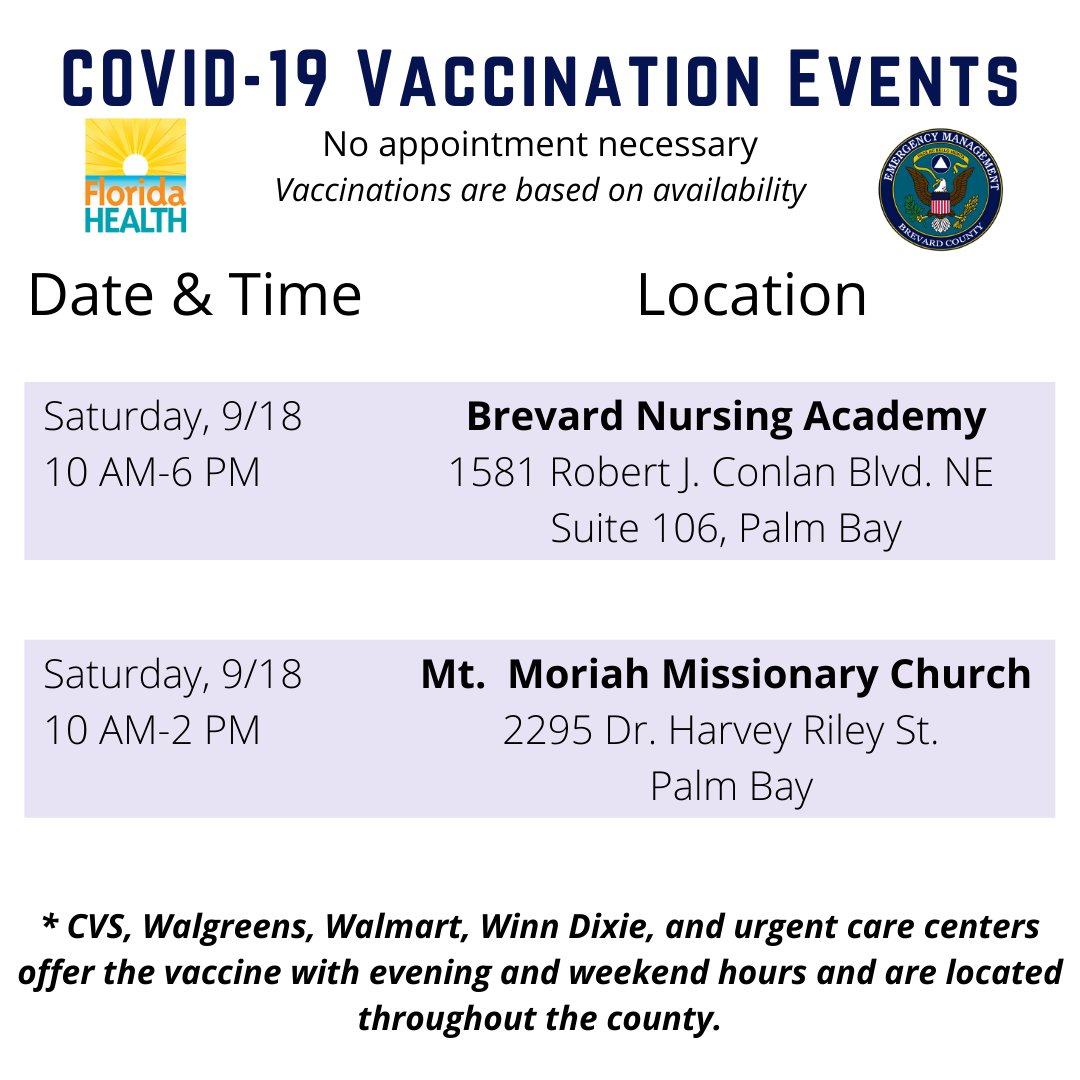 COVID-19 VACCINATION EVENTS
No appointment necessary
Vaccinations are based on availability
Florida
HEALTH
EMERGENCY MANAGEMENT
BREVARD COUNTY
Date & Time
Location
Saturday, 9/18
10 AM-6 PM
Brevard Nursing Academy
1581 Robert J. Conlan Blvd. NE
Suite 106, Palm Bay
Saturday, 9/18
10 AM-2 PM
Mt. Moriah Missionary Church
2295 Dr. Harvey Riley St.
Palm Bay
* CVS, Walgreens, Walmart, Winn Dixie, and urgent care centers
offer the vaccine with evening and weekend hours and are located
throughout the county.